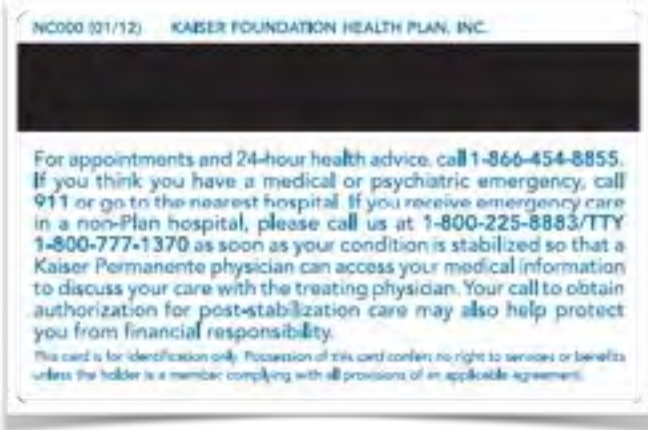 NC000 (01/12) KAISER FOUNDATION HEALTH PLAN, INC.
For appointments and 24-hour health advice, call 1-866-454-8855.
If you think you have a medical or psychiatric emergency, call
911 or go to the nearest hospital. If you receive emergency care
in a non-Plan hospital, please call us at 1-800-225-8883/TTY
1-800-777-1370 as soon as your condition is stabilized so that a
Kaiser Permanente physician can access your medical information
to discuss your care with the treating physician. Your call to obtain
authorization for post-stabilization care may also help protect
you from financial responsibility.
This card is for identification only. Possession of this card confers no right to services or benefits
unless the holder is a member complying with all provisions of an applicable agreement.